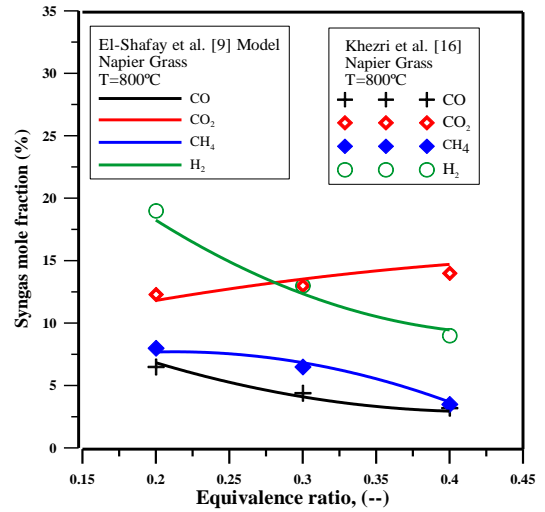 35
30
25
20
15
10
5
0
Syngas mole fraction (%)
El-Shafay et al. [9] Model
Napier Grass
T=800ºC
CO
CO₂
CH₄
H₂
Khezri et al. [16]
Napier Grass
T=800ºC
CO
CO₂
CH₄
H₂
0.15 0.2 0.25 0.3 0.35 0.4 0.45
Equivalence ratio, (--)